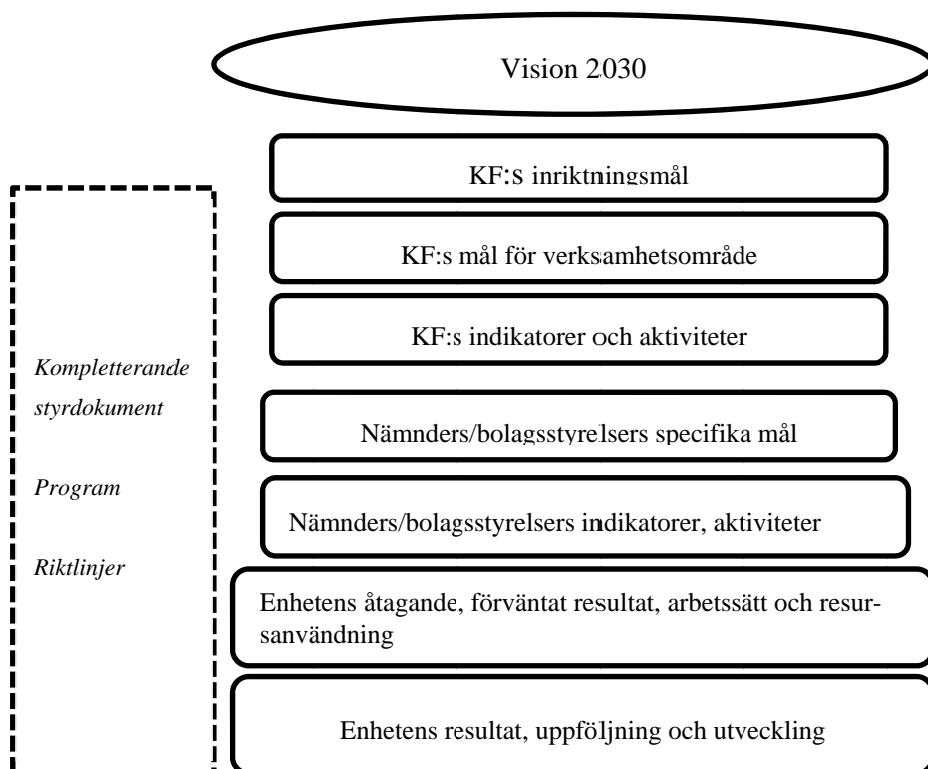 Vision 2030
KF:s inriktningsmål
KF:s mål för verksamhetsområde
KF:s indikatorer och aktiviteter
Kompletterande
styrdokument
Program
Riktlinjer
Nämnders/bolagsstyrelsers specifika mål
Nämnders/bolagsstyrelsers indikatorer, aktiviteter
Enhetens åtagande, förväntat resultat, arbetssätt och resur-
sanvändning
Enhetens resultat, uppföljning och utveckling